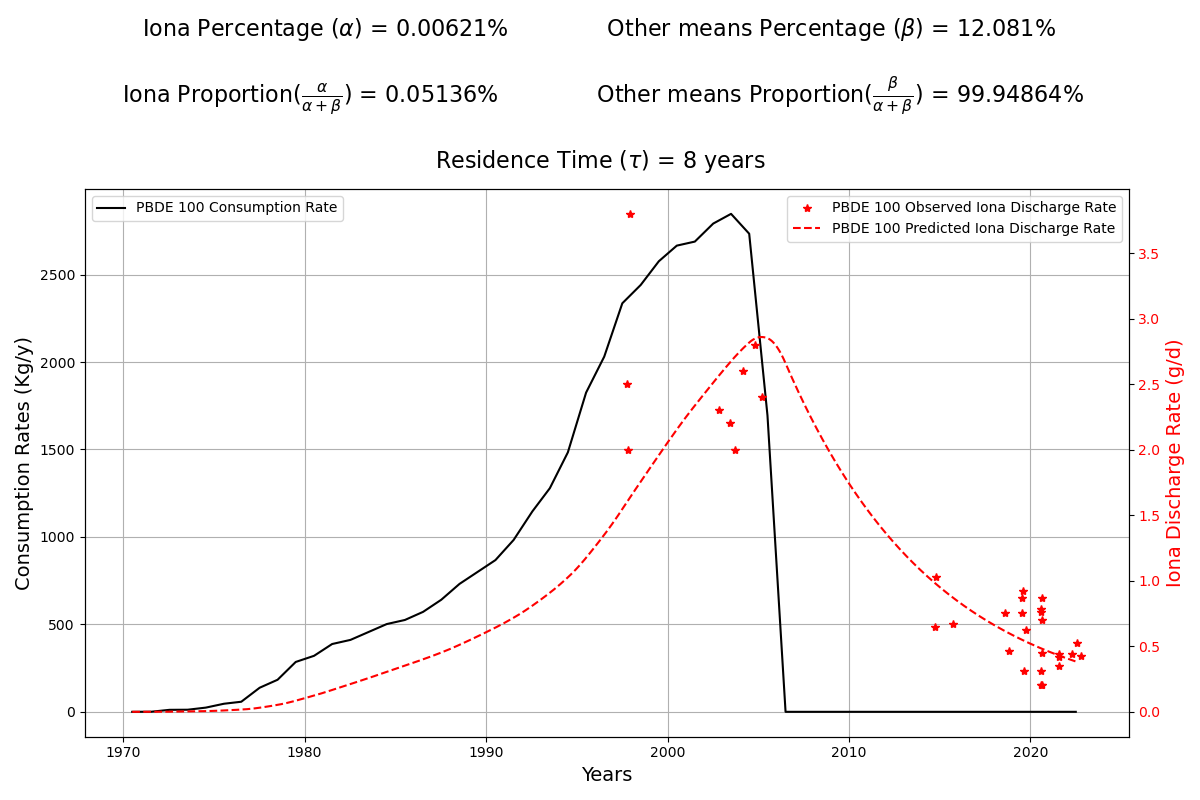 Iona Percentage (α) = 0.00621%
Other means Percentage (β) = 12.081%
Iona Proportion(α/(α+β)) = 0.05136%
Other means Proportion(β/(α+β)) = 99.94864%
Residence Time (τ) = 8 years
PBDE 100 Consumption Rate
PBDE 100 Observed Iona Discharge Rate
PBDE 100 Predicted Iona Discharge Rate
Consumption Rates (Kg/y)
2500
2000
1500
1000
500
0
3.5
3.0
2.5
2.0
1.5
1.0
0.5
0.0
Iona Discharge Rate (g/d)
1970 1980 1990 2000 2010 2020
Years